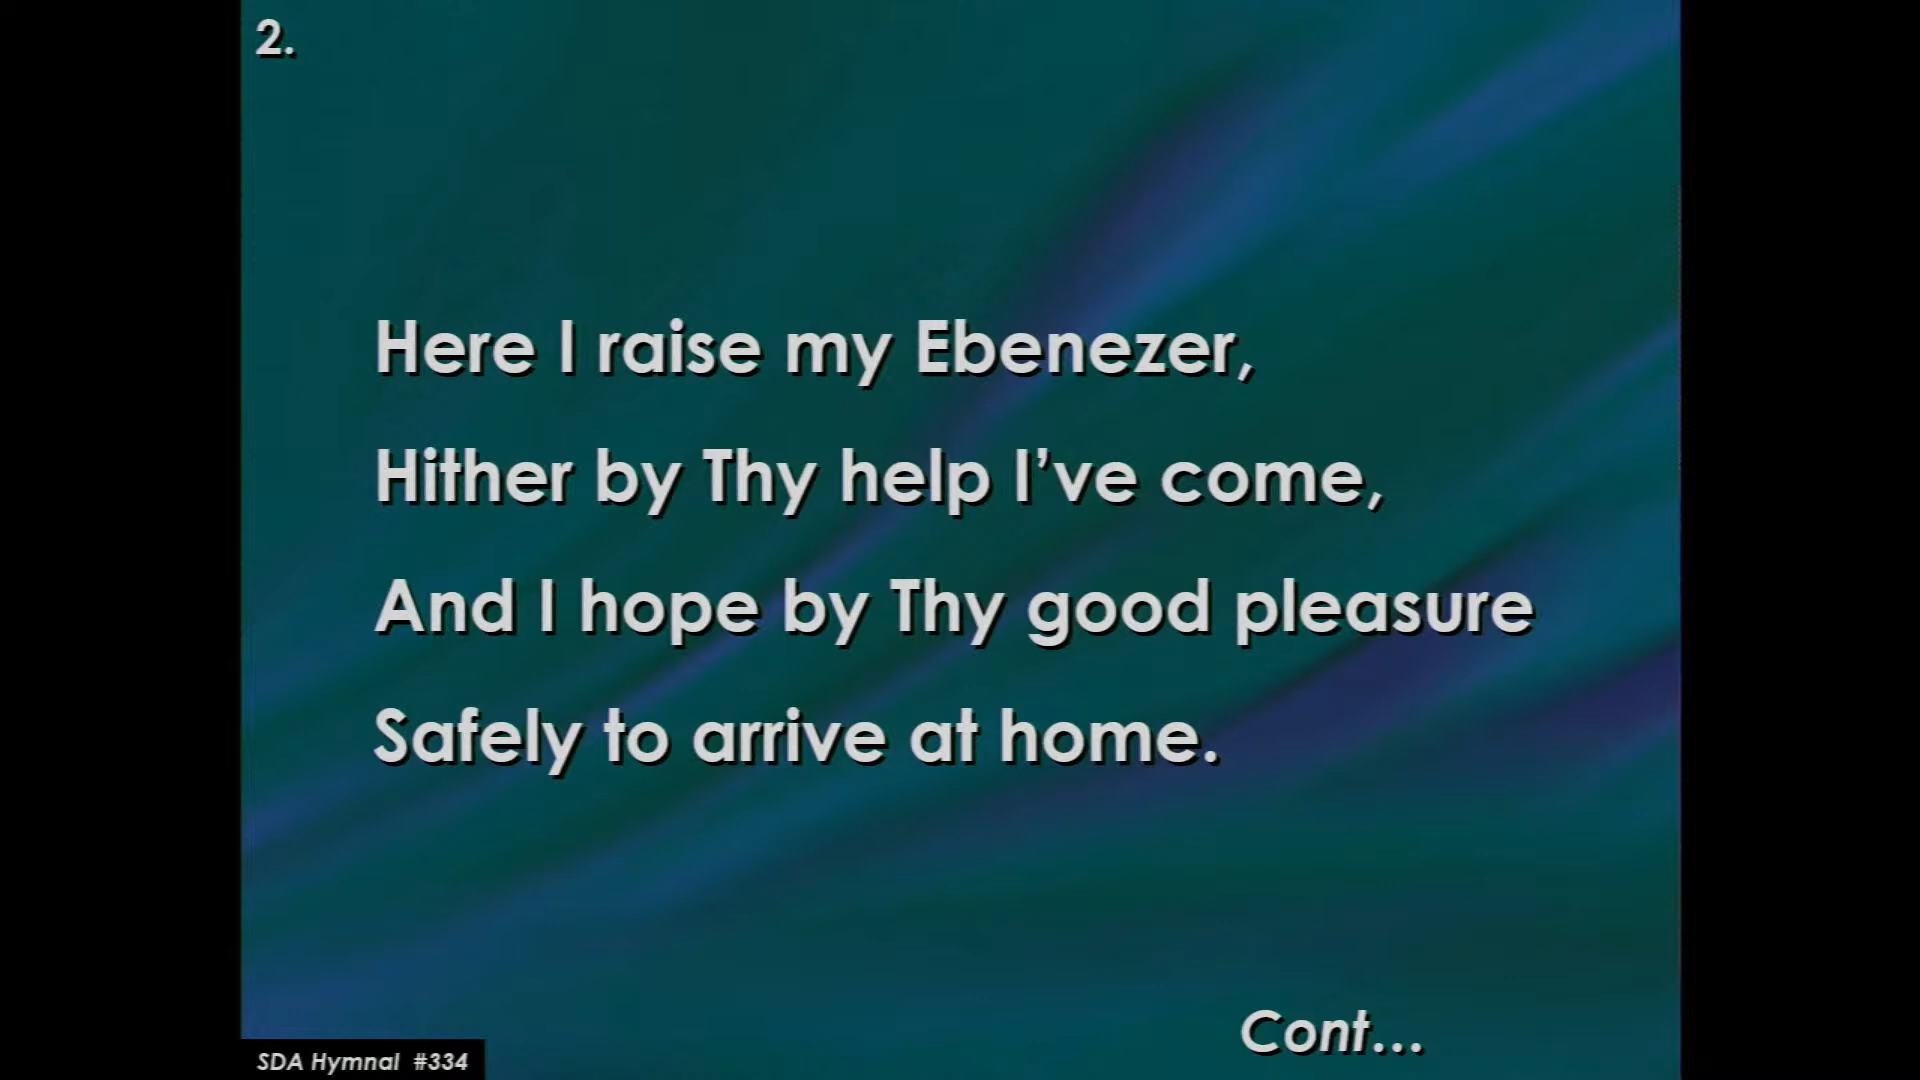 2.
Here I raise my Ebenezer,
Hither by Thy help I’ve come,
And I hope by Thy good pleasure
Safely to arrive at home.
Cont...
SDA Hymnal #334